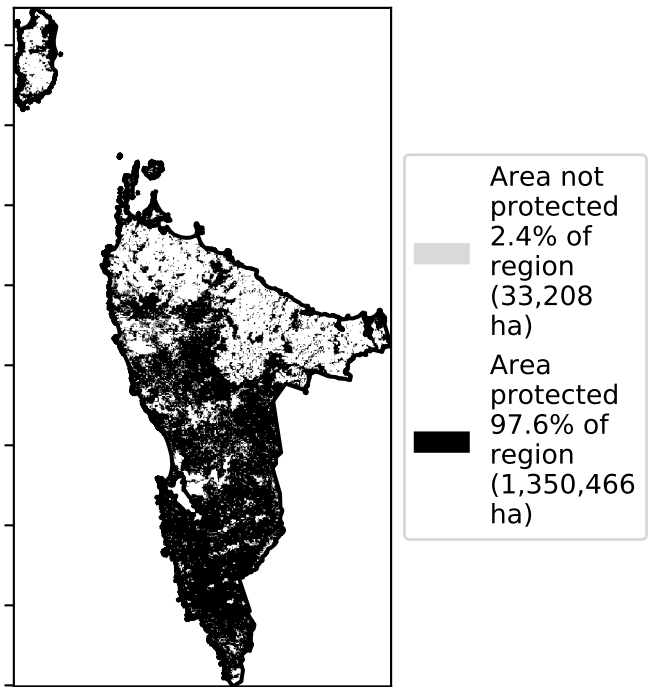 Area not
protected
2.4% of
region
(33,208
ha)
Area
protected
97.6% of
region
(1,350,466
ha)